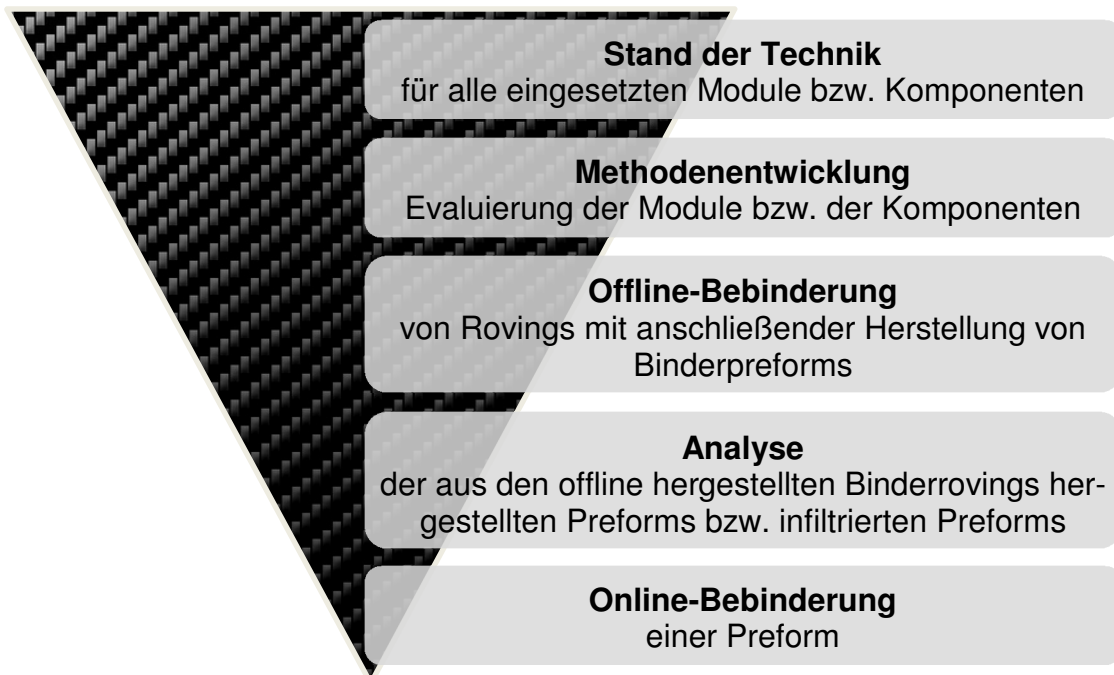 Stand der Technik
für alle eingesetzten Module bzw. Komponenten
Methodenentwicklung
Evaluierung der Module bzw. der Komponenten
Offline-Bebinderung
von Rovings mit anschließender Herstellung von
Binderpreforms
Analyse
der aus den offline hergestellten Binderrovings her-
gestellten Preforms bzw. infiltrierten Preforms
Online-Bebinderung
einer Preform